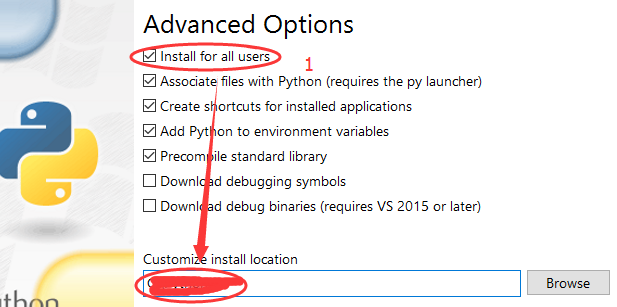 Advanced Options
Install for all users
1
Associate files with Python (requires the py launcher)
Create shortcuts for installed applications
Add Python to environment variables
Precompile standard library
Download debugging symbols
Download debug binaries (requires VS 2015 or later)
Customize install location
Browse
thon